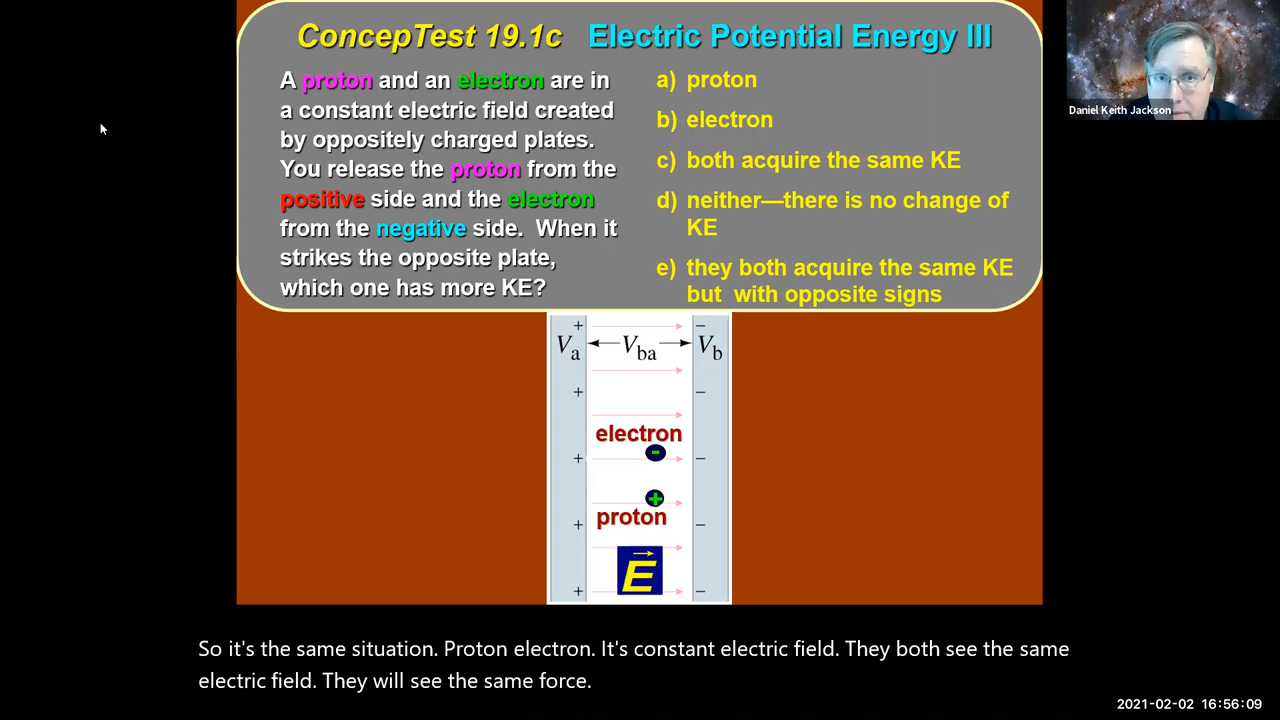 ConcepTest 19.1c Electric Potential Energy III
A proton and an electron are in
a constant electric field created
by oppositely charged plates.
You release the proton from the
positive side and the electron
from the negative side. When it
strikes the opposite plate,
which one has more KE?
a) proton
b) electron
c) both acquire the same KE
d) neither—there is no change of
KE
e) they both acquire the same KE
but with opposite signs
Daniel Keith Jackson
+ −
Va Vba Vb
+ −
electron
-
+ −
+
proton
+ −
E
+ −
So it's the same situation. Proton electron. It's constant electric field. They both see the same
electric field. They will see the same force.
2021-02-02 16:56:09